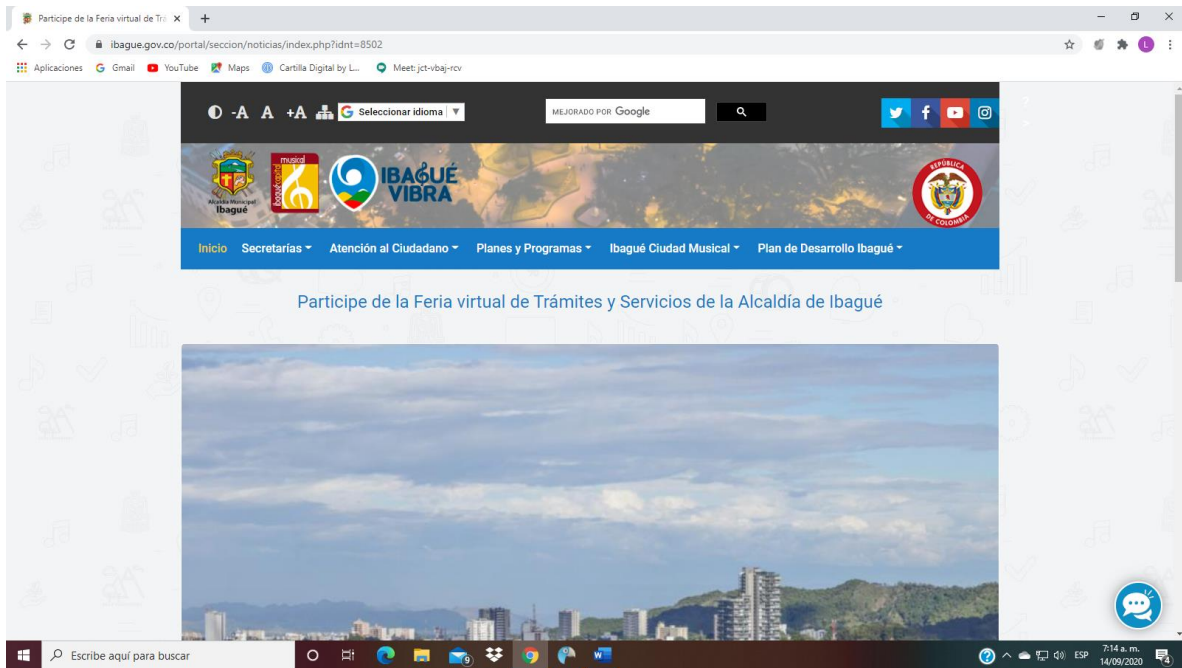 Participe de la Feria virtual de Trá
ibague.gov.co/portal/seccion/noticias/index.php?idnt=8502
Aplicaciones Gmail YouTube Maps Cartilla Digital by L... Meet: jct-vbaj-rcv
L
-A A +A Seleccionar idioma ▼ MEJORADO POR Google
Alcaldía Municipal
Ibagué
musical
ibagué capital
IBAGUÉ
VIBRA
REPÚBLICA
DE COLOMBIA
Inicio Secretarías Atención al Ciudadano Planes y Programas Ibagué Ciudad Musical Plan de Desarrollo Ibagué
Participe de la Feria virtual de Trámites y Servicios de la Alcaldía de Ibagué
Escribe aquí para buscar
9
ESP
7:14 a. m.
14/09/2020
4